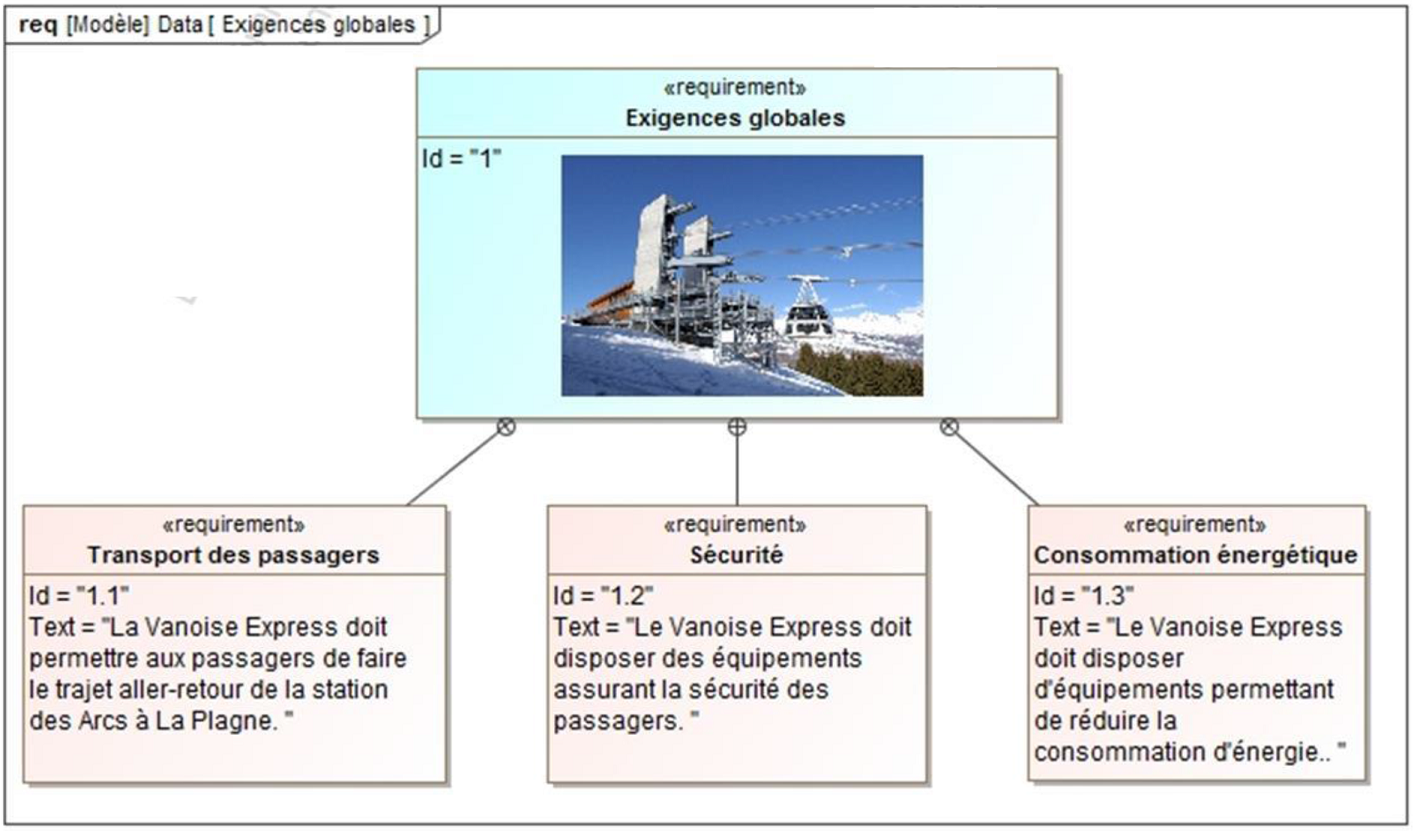 req [Modèle] Data [ Exigences globales ]
«requirement»
Exigences globales
Id = "1"
«requirement»
Transport des passagers
Id = "1.1"
Text = "La Vanoise Express doit
permettre aux passagers de faire
le trajet aller-retour de la station
des Arcs à La Plagne. "
«requirement»
Sécurité
Id = "1.2"
Text = "Le Vanoise Express doit
disposer des équipements
assurant la sécurité des
passagers. "
«requirement»
Consommation énergétique
Id = "1.3"
Text = "Le Vanoise Express
doit disposer
d'équipements permettant
de réduire la
consommation d'énergie.. "